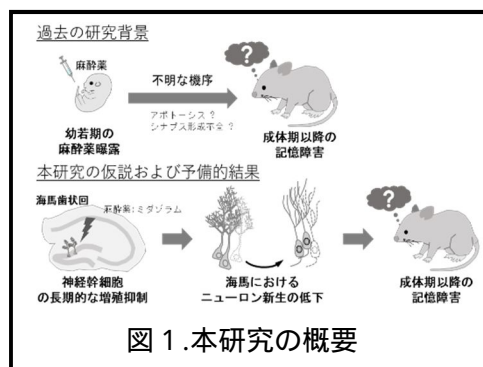 過去の研究背景
麻酔薬
不明な機序
?
アポトーシス?
シナプス形成不全?
幼若期の
麻酔薬曝露
成体期以降の
記憶障害
本研究の仮説および予備的結果
海馬歯状回
麻酔薬:ミダゾラム
?
神経幹細胞
の長期的な増殖抑制
海馬における
ニューロン新生の低下
成体期以降の
記憶障害
図1.本研究の概要